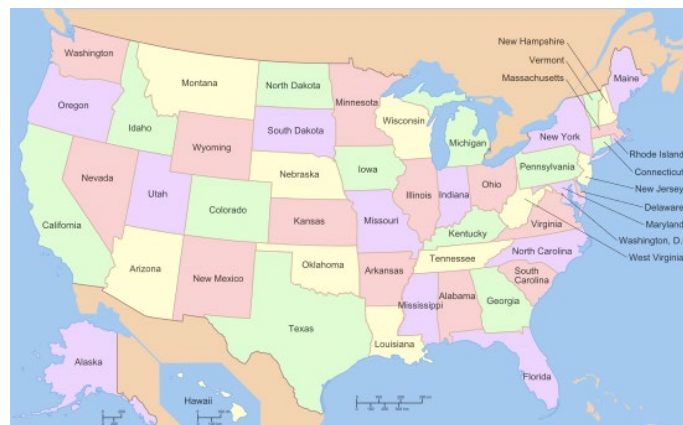 New Hampshire
Vermont
Massachusetts
Washington
Montana
North Dakota
Minnesota
Maine
Oregon
Idaho
Wyoming
South Dakota
Wisconsin
Michigan
New York
Rhode Island
Connecticut
New Jersey
Delaware
Maryland
Washington, D.
West Virginia
Nevada
Utah
Colorado
Nebraska
Iowa
Illinois
Indiana
Ohio
Pennsylvania
California
Kansas
Missouri
Kentucky
Virginia
Arizona
New Mexico
Oklahoma
Arkansas
Tennessee
North Carolina
South
Carolina
Texas
Louisiana
Mississippi
Alabama
Georgia
Florida
Alaska
Hawaii